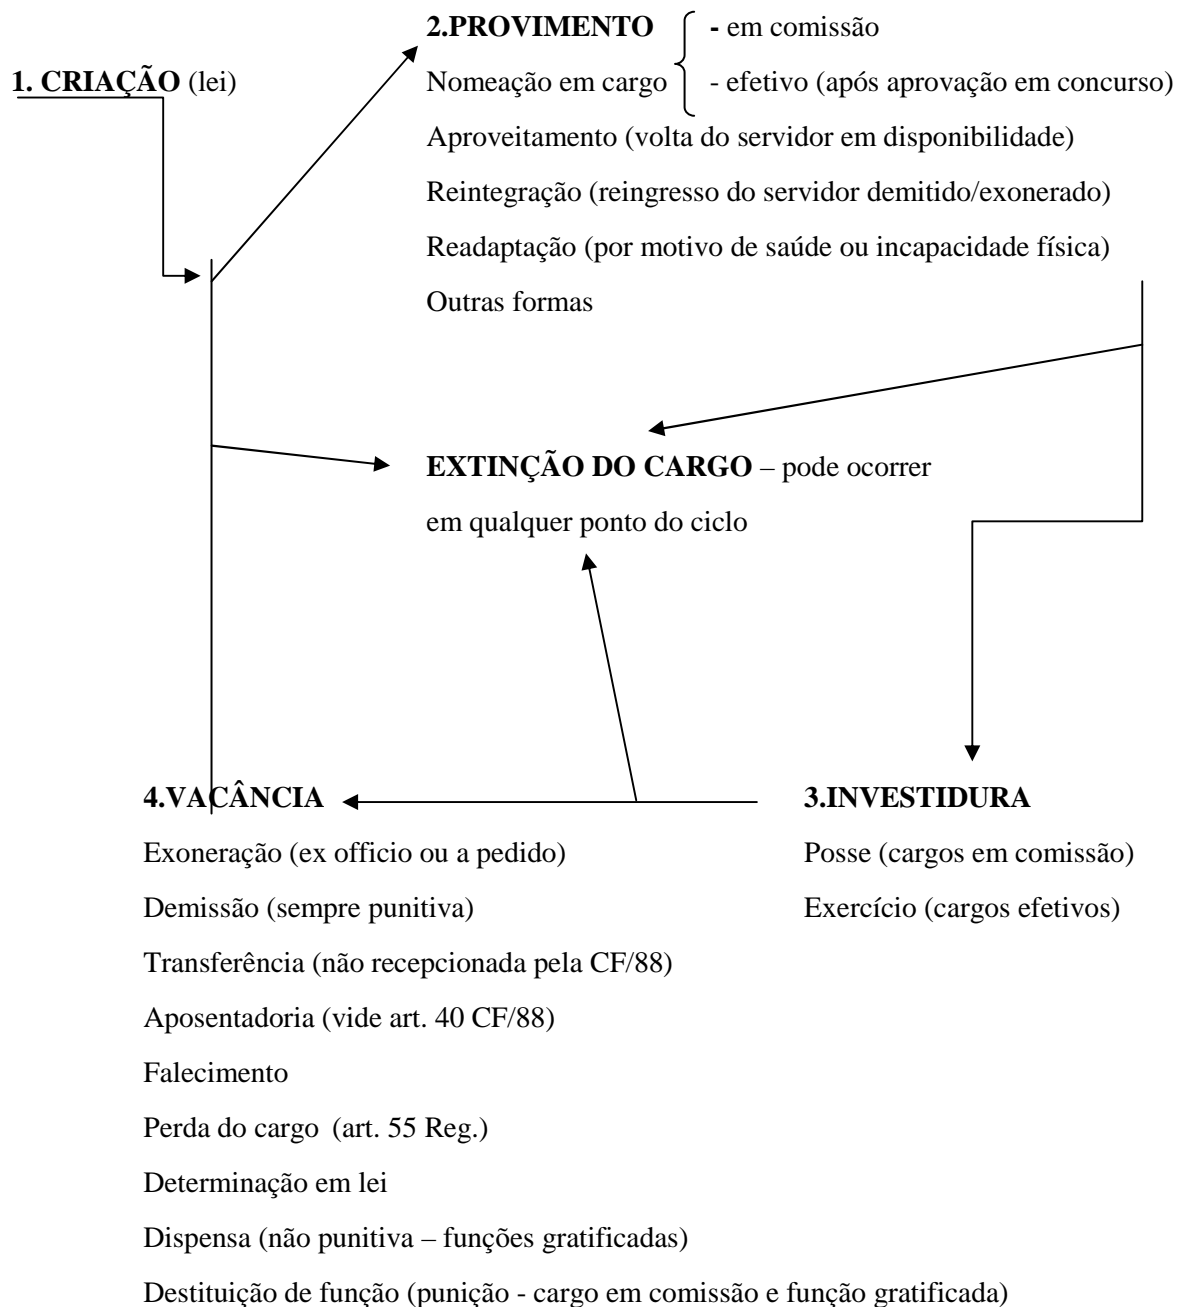 1. CRIAÇÃO (lei)
2.PROVIMENTO
- em comissão
Nomeação em cargo
- efetivo (após aprovação em concurso)
Aproveitamento (volta do servidor em disponibilidade)
Reintegração (reingresso do servidor demitido/exonerado)
Readaptação (por motivo de saúde ou incapacidade física)
Outras formas
EXTINÇÃO DO CARGO – pode ocorrer
em qualquer ponto do ciclo
3.INVESTIDURA
Posse (cargos em comissão)
Exercício (cargos efetivos)
4.VACÂNCIA
Exoneração (ex officio ou a pedido)
Demissão (sempre punitiva)
Transferência (não recepcionada pela CF/88)
Aposentadoria (vide art. 40 CF/88)
Falecimento
Perda do cargo (art. 55 Reg.)
Determinação em lei
Dispensa (não punitiva – funções gratificadas)
Destituição de função (punição - cargo em comissão e função gratificada)